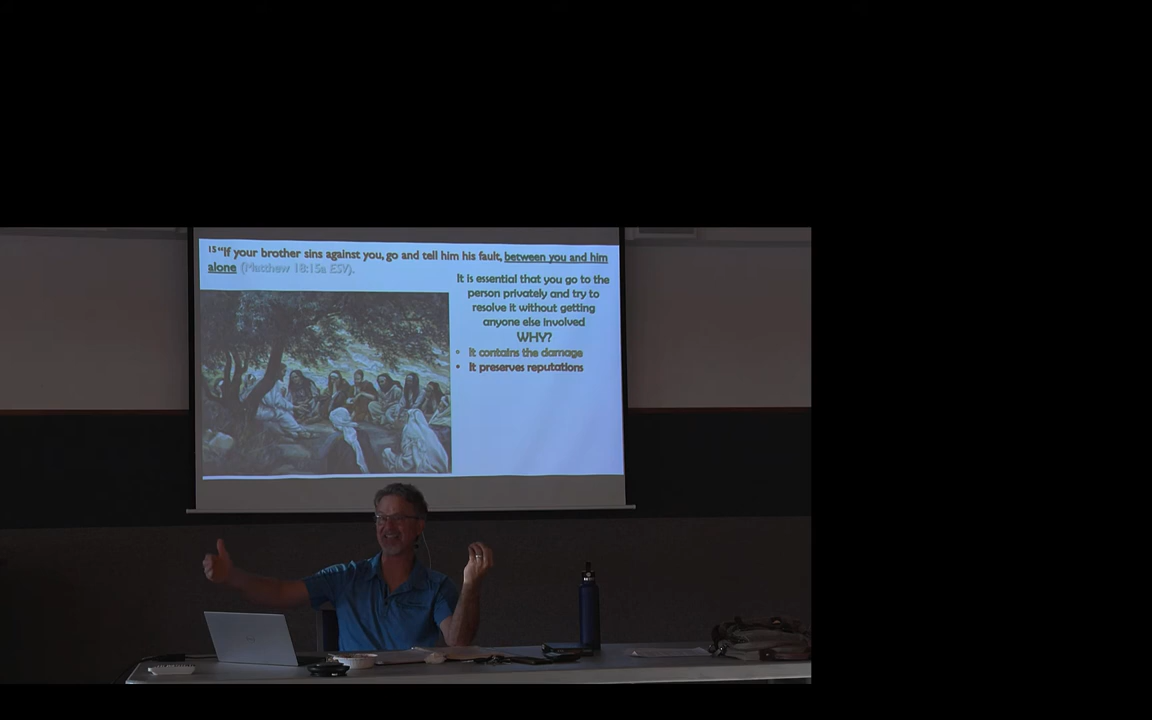 15 “If your brother sins against you, go and tell him his fault, between you and him
alone (Matthew 18:15a ESV).
It is essential that you go to the
person privately and try to
resolve it without getting
anyone else involved
WHY?
• It contains the damage
• It preserves reputations